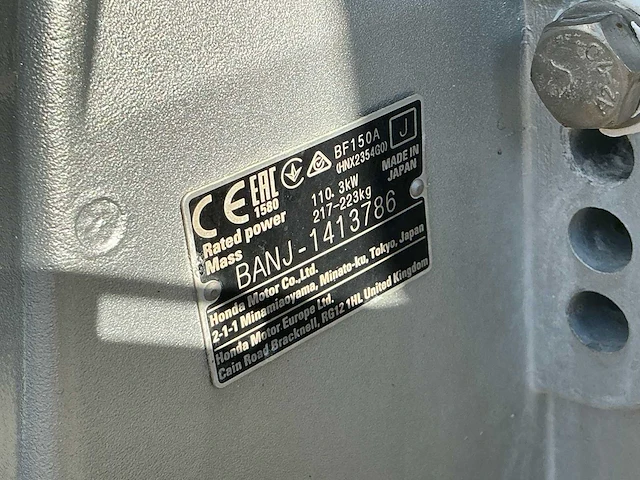 CE EAC 1580 BF150A J
(HNX2354G0)
MADE IN
JAPAN
Rated power 110.3kW
Mass 217-223kg
BANJ-1413786
Honda Motor Co.,Ltd.
2-1-1 Minamiaoyama, Minato-ku, Tokyo, Japan
Honda Motor Europe Ltd.
Cain Road Bracknell, RG12 1HL United Kingdom